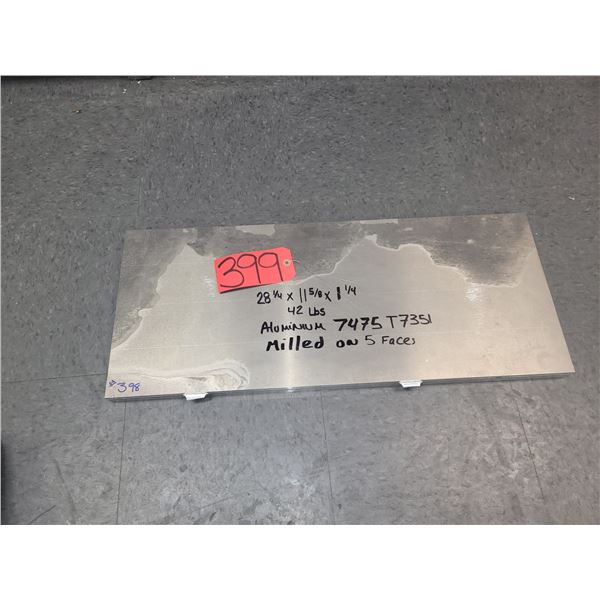 399
28 1/4 x 11 5/8 x 1 1/4
42 Lbs
Aluminum 7475 T7351
Milled on 5 Faces
#398